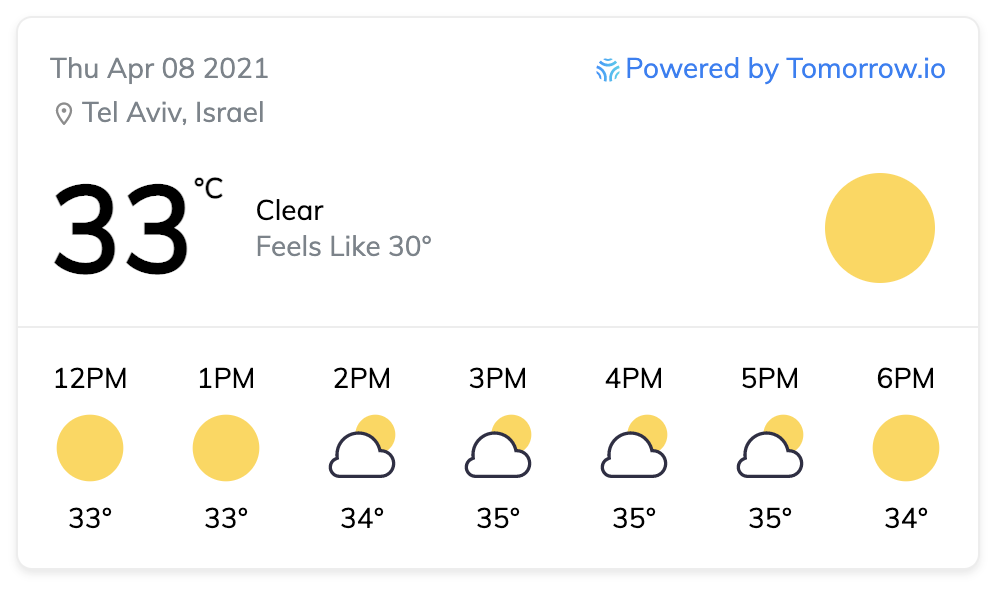 Thu Apr 08 2021
Powered by Tomorrow.io
Tel Aviv, Israel
33 °C
Clear
Feels Like 30°
12PM 1PM 2PM 3PM 4PM 5PM 6PM
33° 33° 34° 35° 35° 35° 34°